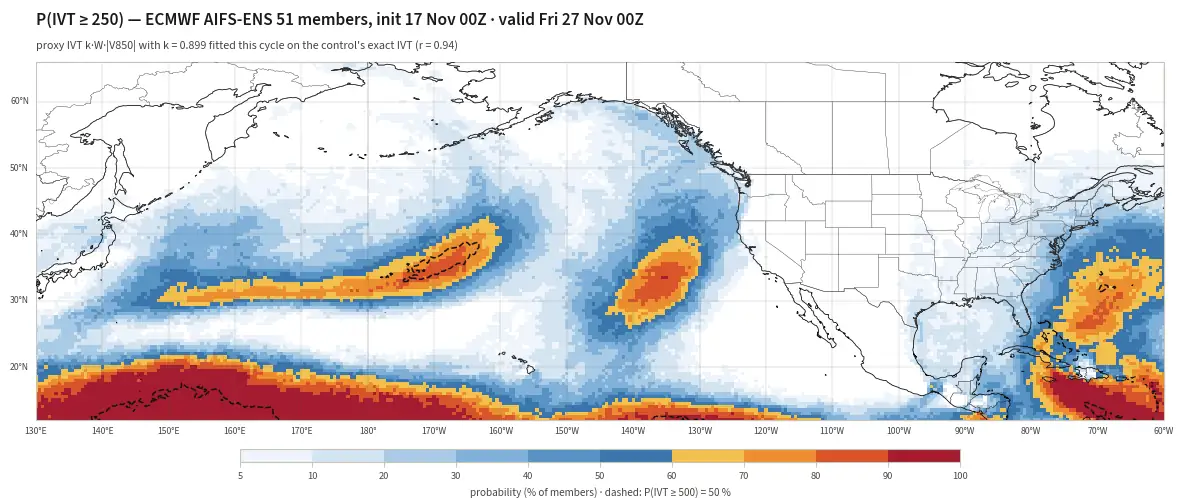 P(IVT ≥ 250) — ECMWF AIFS-ENS 51 members, init 17 Nov 00Z · valid Fri 27 Nov 00Z
proxy IVT k·W·|V850| with k = 0.899 fitted this cycle on the control's exact IVT (r = 0.94)
60°N
50°N
40°N
30°N
20°N
130°E 140°E 150°E 160°E 170°E 180° 170°W 160°W 150°W 140°W 130°W 120°W 110°W 100°W 90°W 80°W 70°W 60°W
5 10 20 30 40 50 60 70 80 90 100
probability (% of members) · dashed: P(IVT ≥ 500) = 50 %